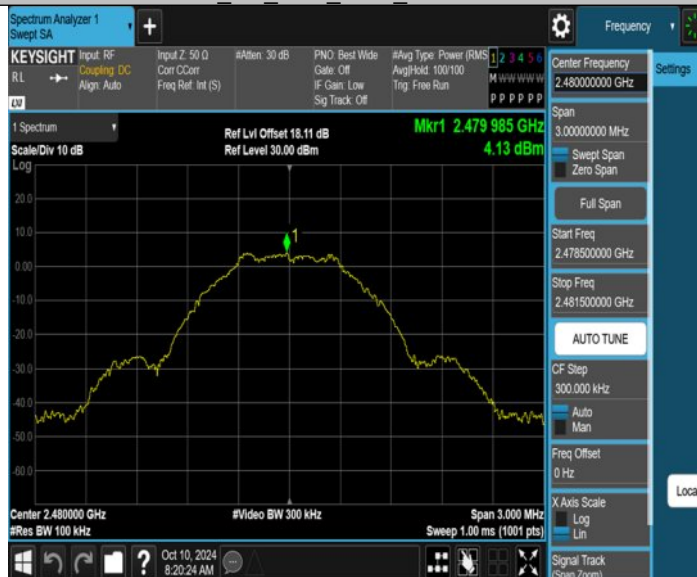 Spectrum Analyzer 1
Swept SA
Frequency
KEYSIGHT
RL
LXI
Input: RF
Coupling: DC
Align: Auto
Input Z: 50 Ω
Corr CCorr
Freq Ref: Int (S)
#Atten: 30 dB
PNO: Best Wide
Gate: Off
IF Gain: Low
Sig Track: Off
#Avg Type: Power (RMS
Avg|Hold: 100/100
Trig: Free Run
1 2 3 4 5 6
M W W W W W
P P P P P P
1 Spectrum
Scale/Div 10 dB
Ref Lvl Offset 18.11 dB
Ref Level 30.00 dBm
Mkr1 2.479 985 GHz
4.13 dBm
Log
20.0
10.0
0.00
-10.0
-20.0
-30.0
-40.0
-50.0
-60.0
1
Center 2.480000 GHz
#Res BW 100 kHz
#Video BW 300 kHz
Span 3.000 MHz
Sweep 1.00 ms (1001 pts)
Oct 10, 2024
8:20:24 AM
Center Frequency
2.480000000 GHz
Span
3.00000000 MHz
Swept Span
Zero Span
Full Span
Start Freq
2.478500000 GHz
Stop Freq
2.481500000 GHz
AUTO TUNE
CF Step
300.000 kHz
Auto
Man
Freq Offset
0 Hz
X Axis Scale
Log
Lin
Signal Track
(Span Zoom)
Settings
Loca